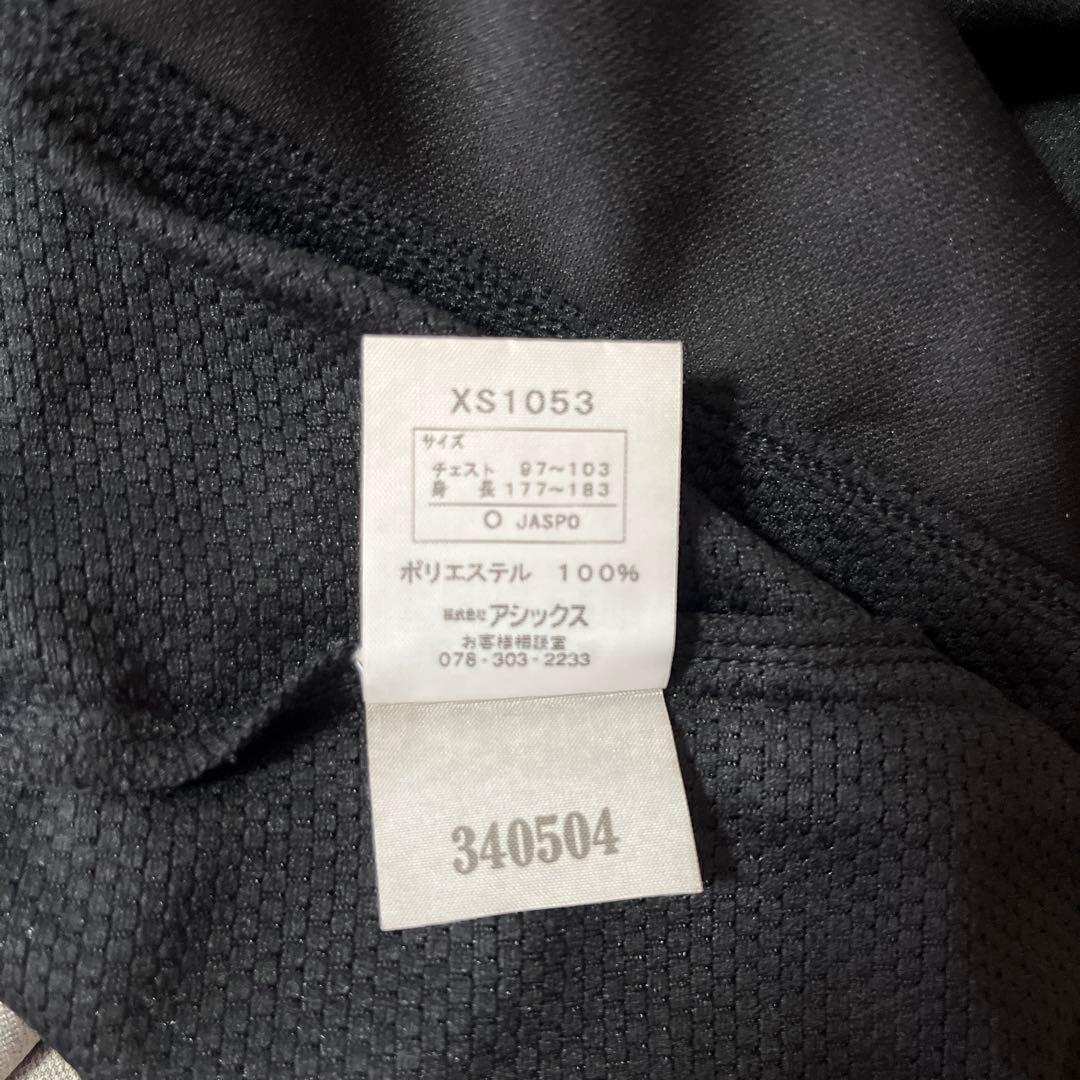 XS1053
サイズ
チェスト 97~103
身 長 177~183
O JASPO
ポリエステル 100%
株式会社アシックス
お客様相談室
078-303-2233
340504